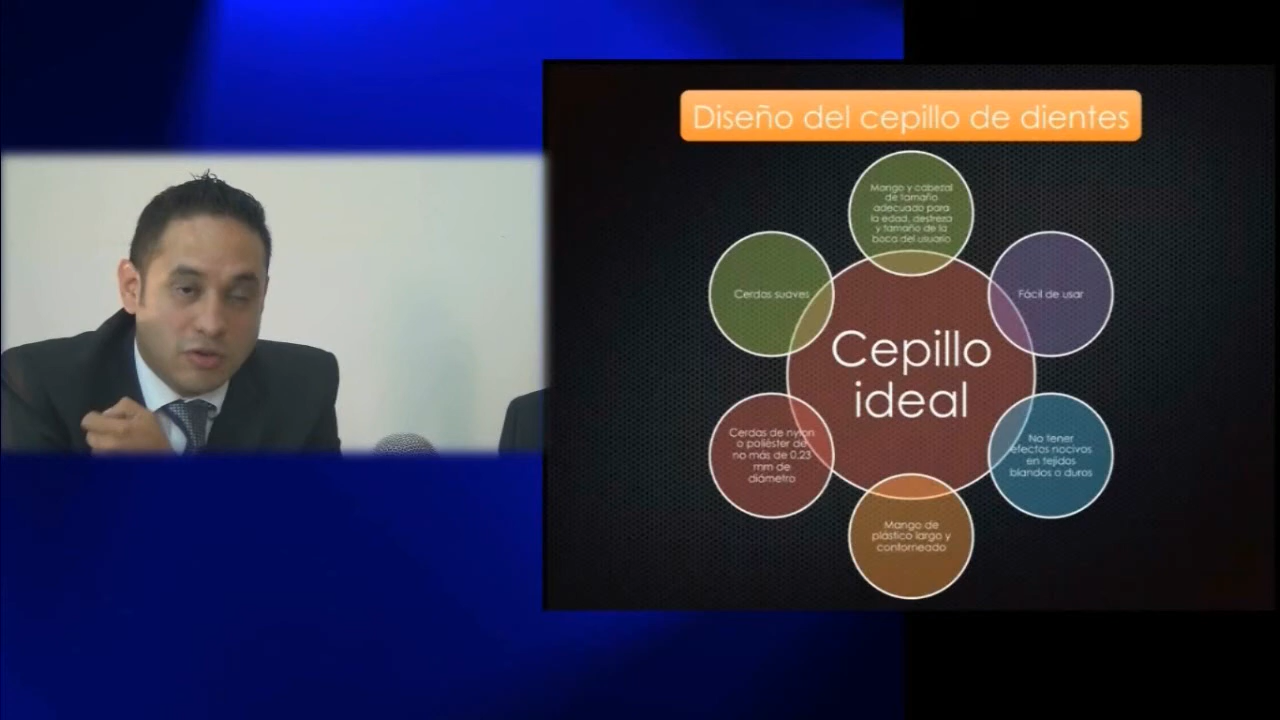 Diseño del cepillo de dientes
Mango y cabezal
de tamaño
adecuado para
la edad, destreza
y tamaño de la
boca del usuario
Cerdas suaves
Fácil de usar
Cepillo
ideal
Cerdas de nylon
o poliéster de
no más de 0.23
mm de
diámetro
No tener
efectos nocivos
en tejidos
blandos o duros
Mango de
plástico largo y
contorneado